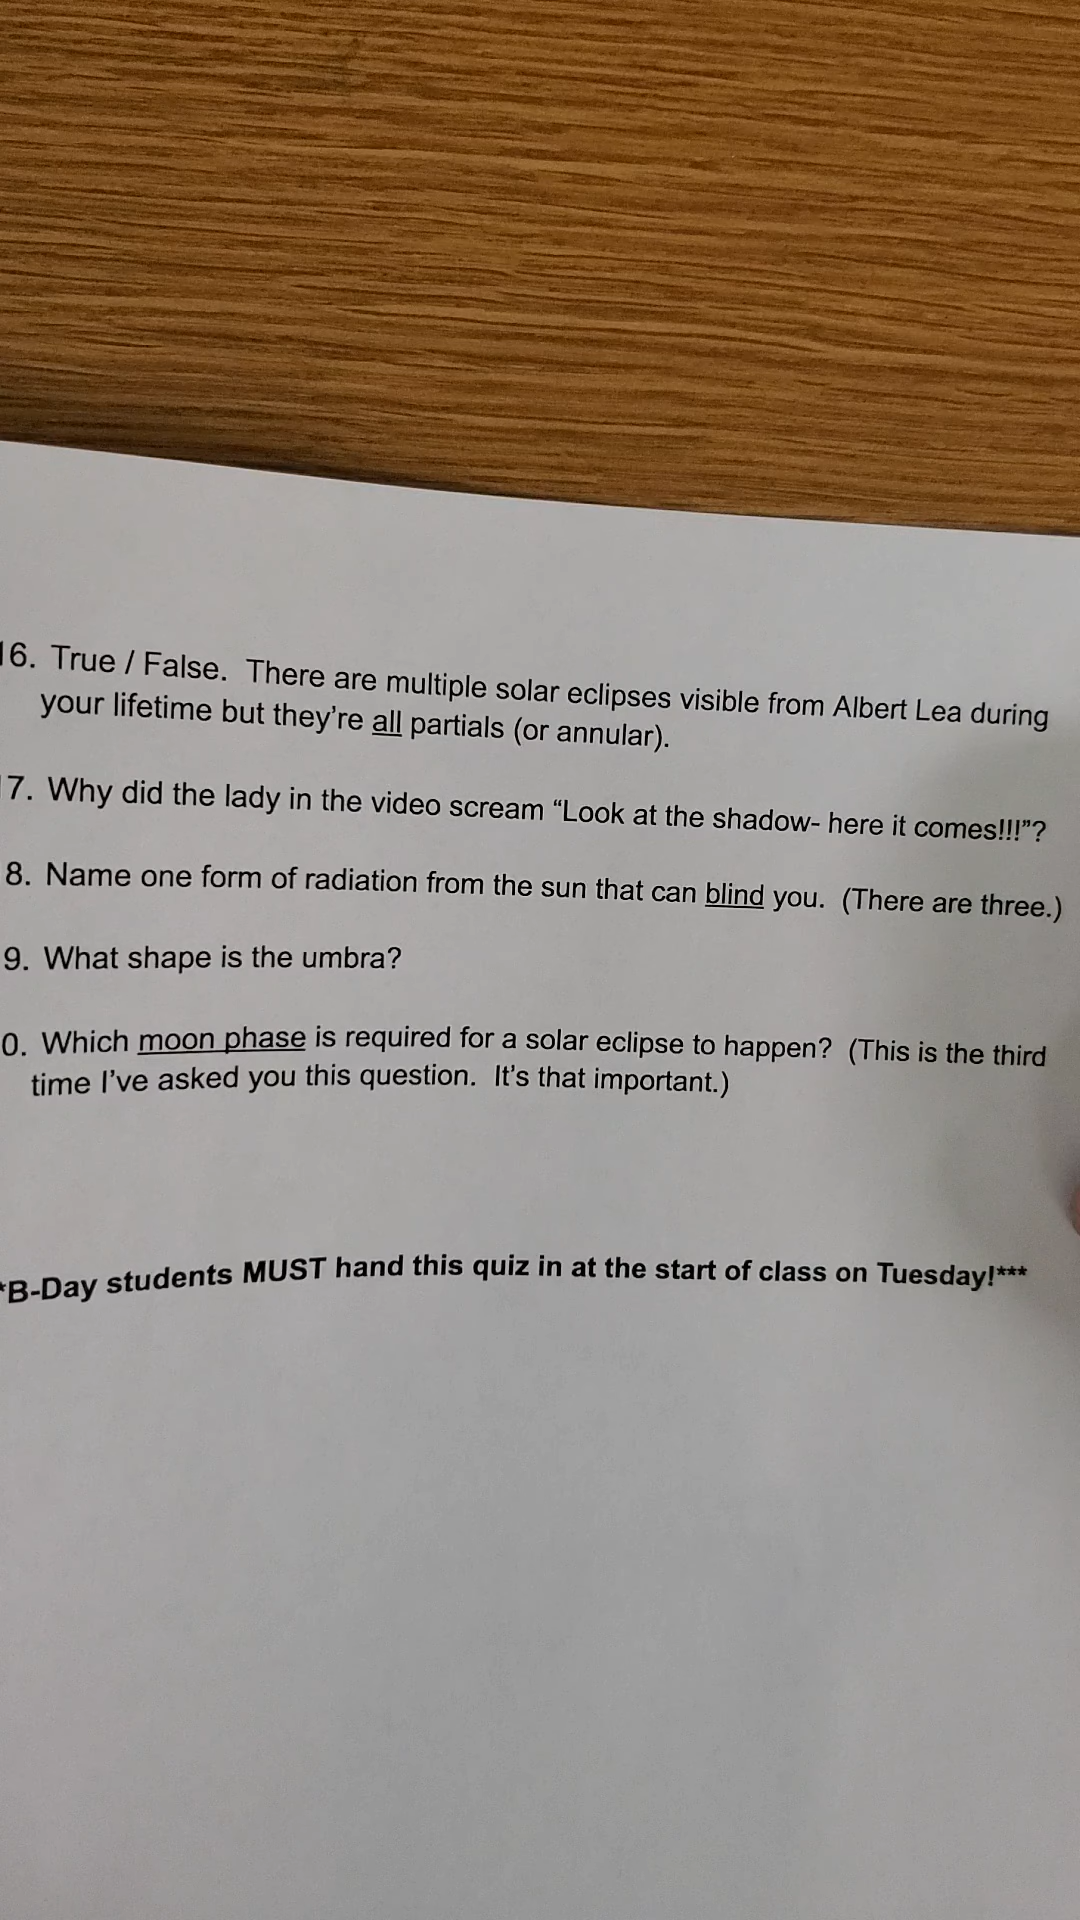 16. True / False. There are multiple solar eclipses visible from Albert Lea during
your lifetime but they're all partials (or annular).
7. Why did the lady in the video scream “Look at the shadow- here it comes!!!”?
8. Name one form of radiation from the sun that can blind you. (There are three.)
9. What shape is the umbra?
0. Which moon phase is required for a solar eclipse to happen? (This is the third
time I've asked you this question. It's that important.)
*B-Day students MUST hand this quiz in at the start of class on Tuesday!***